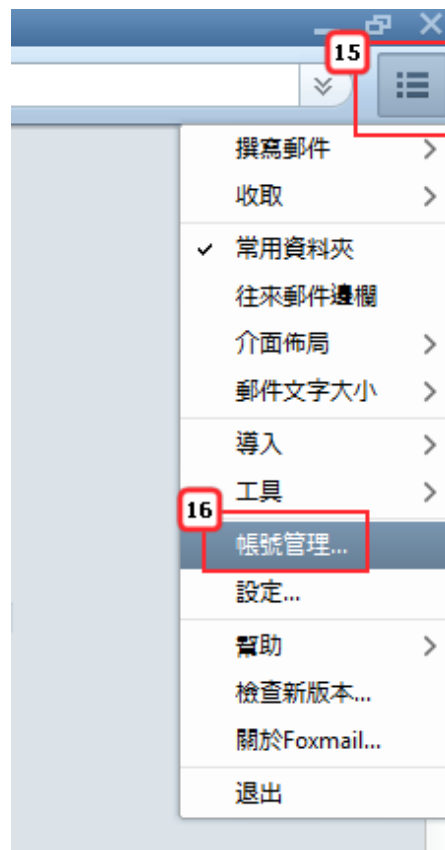 15
撰寫郵件
收取
常用資料夾
往來郵件邊欄
介面佈局
郵件文字大小
導入
工具
16
帳號管理...
設定...
幫助
檢查新版本...
關於Foxmail...
退出